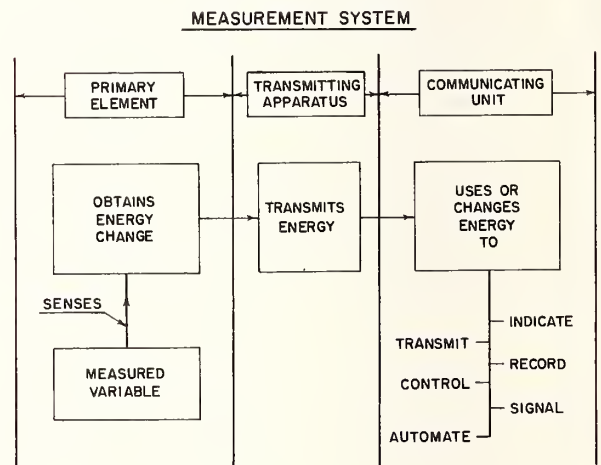 MEASUREMENT SYSTEM
PRIMARY
ELEMENT
TRANSMITTING
APPARATUS
COMMUNICATING
UNIT
OBTAINS
ENERGY
CHANGE
TRANSMITS
ENERGY
USES OR
CHANGES
ENERGY
TO
SENSES
MEASURED
VARIABLE
INDICATE
TRANSMIT
RECORD
CONTROL
SIGNAL
AUTOMATE